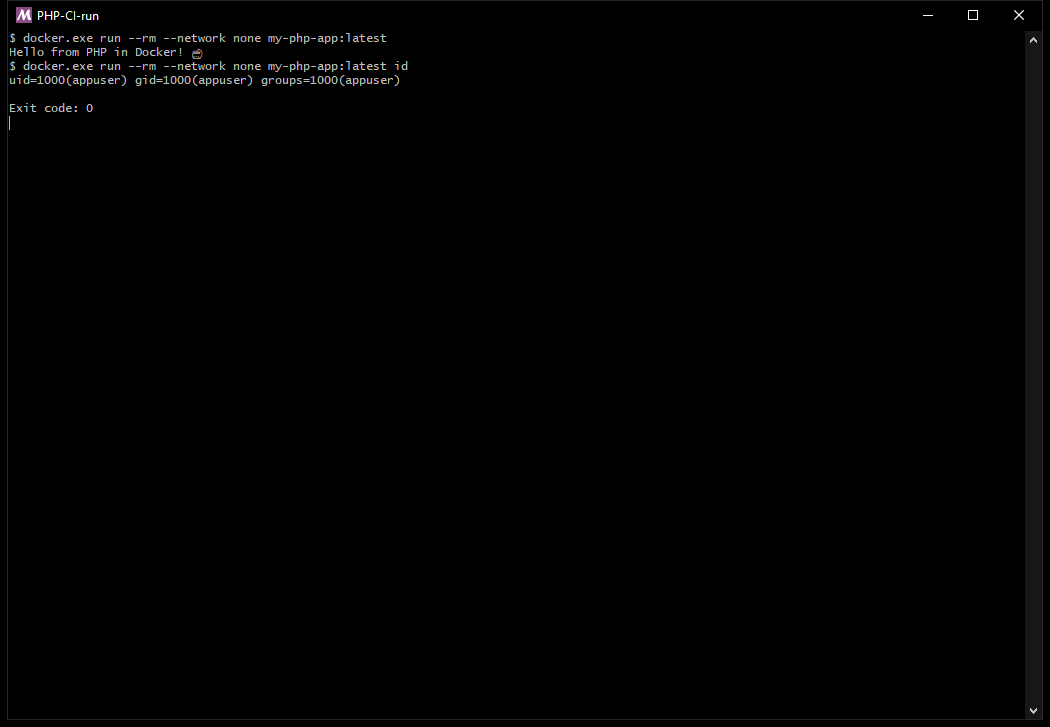 PHP-CI-run
$ docker.exe run --rm --network none my-php-app:latest
Hello from PHP in Docker!
$ docker.exe run --rm --network none my-php-app:latest id
uid=1000(appuser) gid=1000(appuser) groups=1000(appuser)
Exit code: 0